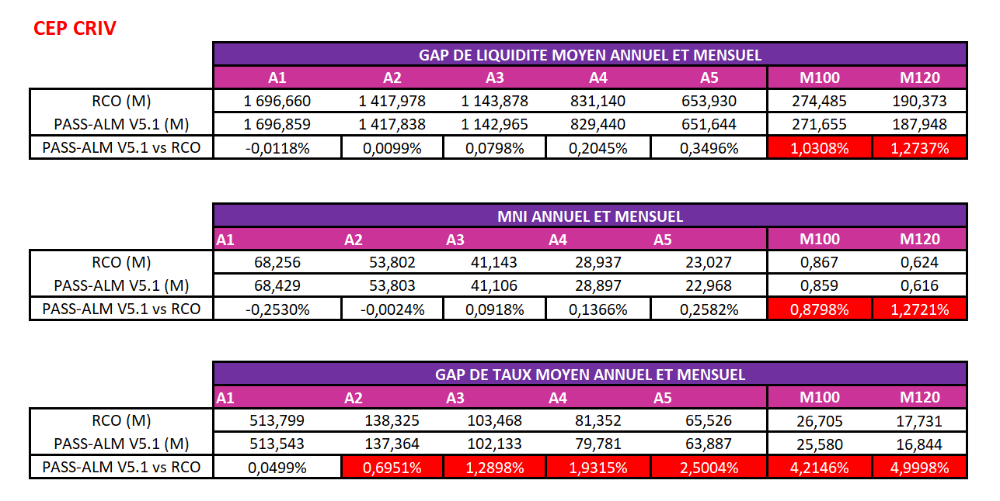 CEP CRIV
GAP DE LIQUIDITE MOYEN ANNUEL ET MENSUEL
A1 A2 A3 A4 A5 M100 M120
RCO (M) 1 696,660 1 417,978 1 143,878 831,140 653,930 274,485 190,373
PASS-ALM V5.1 (M) 1 696,859 1 417,838 1 142,965 829,440 651,644 271,655 187,948
PASS-ALM V5.1 vs RCO -0,0118% 0,0099% 0,0798% 0,2045% 0,3496% 1,0308% 1,2737%
MNI ANNUEL ET MENSUEL
A1 A2 A3 A4 A5 M100 M120
RCO (M) 68,256 53,802 41,143 28,937 23,027 0,867 0,624
PASS-ALM V5.1 (M) 68,429 53,803 41,106 28,897 22,968 0,859 0,616
PASS-ALM V5.1 vs RCO -0,2530% -0,0024% 0,0918% 0,1366% 0,2582% 0,8798% 1,2721%
GAP DE TAUX MOYEN ANNUEL ET MENSUEL
A1 A2 A3 A4 A5 M100 M120
RCO (M) 513,799 138,325 103,468 81,352 65,526 26,705 17,731
PASS-ALM V5.1 (M) 513,543 137,364 102,133 79,781 63,887 25,580 16,844
PASS-ALM V5.1 vs RCO 0,0499% 0,6951% 1,2898% 1,9315% 2,5004% 4,2146% 4,9998%